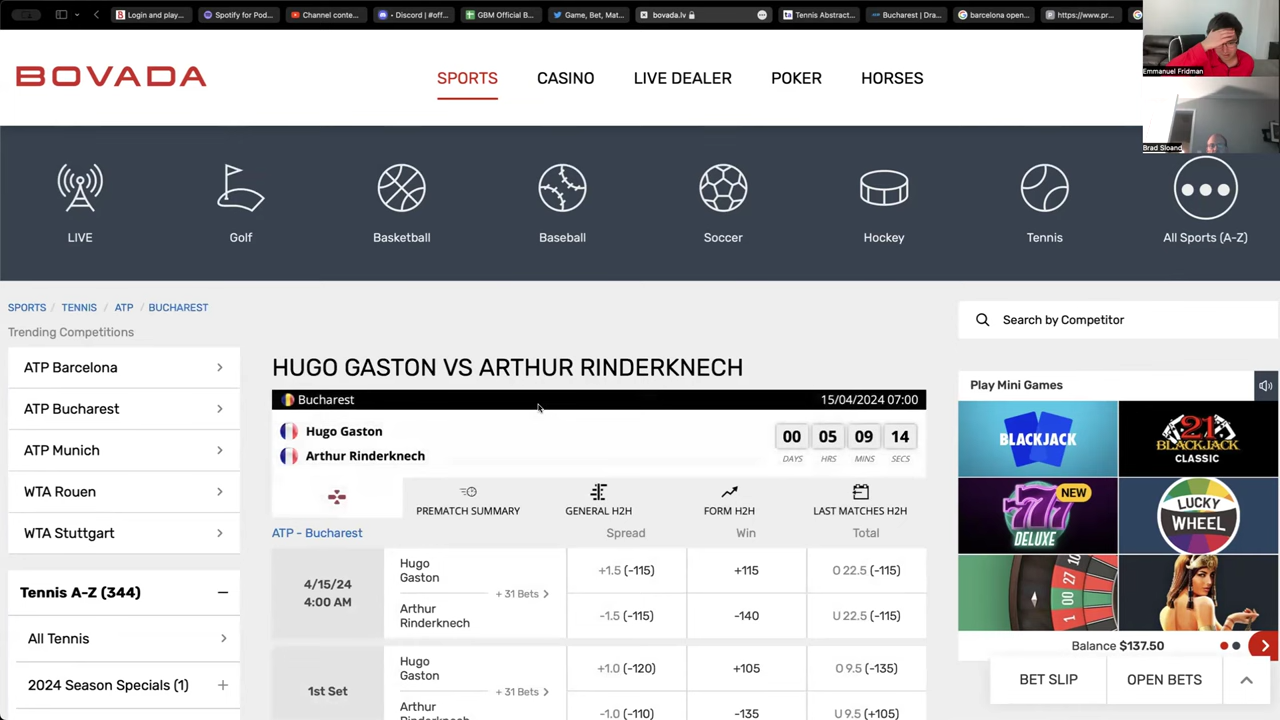 Login and play...
Spotify for Pod...
Channel conte...
• Discord | #off...
GBM Official B...
Game, Bet, Mat...
bovada.lv
Tennis Abstract...
Bucharest | Dra...
barcelona open...
https://www.pr...
BOVADA
SPORTS
CASINO
LIVE DEALER
POKER
HORSES
Emmanuel Fridman
Brad Sloand
LIVE
Golf
Basketball
Baseball
Soccer
Hockey
Tennis
All Sports (A-Z)
SPORTS / TENNIS / ATP / BUCHAREST
Trending Competitions
ATP Barcelona
ATP Bucharest
ATP Munich
WTA Rouen
WTA Stuttgart
Tennis A-Z (344)
All Tennis
2024 Season Specials (1)
HUGO GASTON VS ARTHUR RINDERKNECH
Bucharest 15/04/2024 07:00
Hugo Gaston
Arthur Rinderknech
00 05 09 14
DAYS HRS MINS SECS
PREMATCH SUMMARY
GENERAL H2H
FORM H2H
LAST MATCHES H2H
ATP - Bucharest Spread Win Total
4/15/24
4:00 AM
Hugo
Gaston
+ 31 Bets
Arthur
Rinderknech
+1.5 (-115) +115 O 22.5 (-115)
-1.5 (-115) -140 U 22.5 (-115)
1st Set
Hugo
Gaston
+ 31 Bets
Arthur
Rinderknech
+1.0 (-120) +105 O 9.5 (-135)
-1.0 (-110) -135 U 9.5 (+105)
Search by Competitor
Play Mini Games
BLACKJACK
21
BLACKJACK
CLASSIC
NEW
777
DELUXE
LUCKY
WHEEL
Balance $137.50
BET SLIP
OPEN BETS